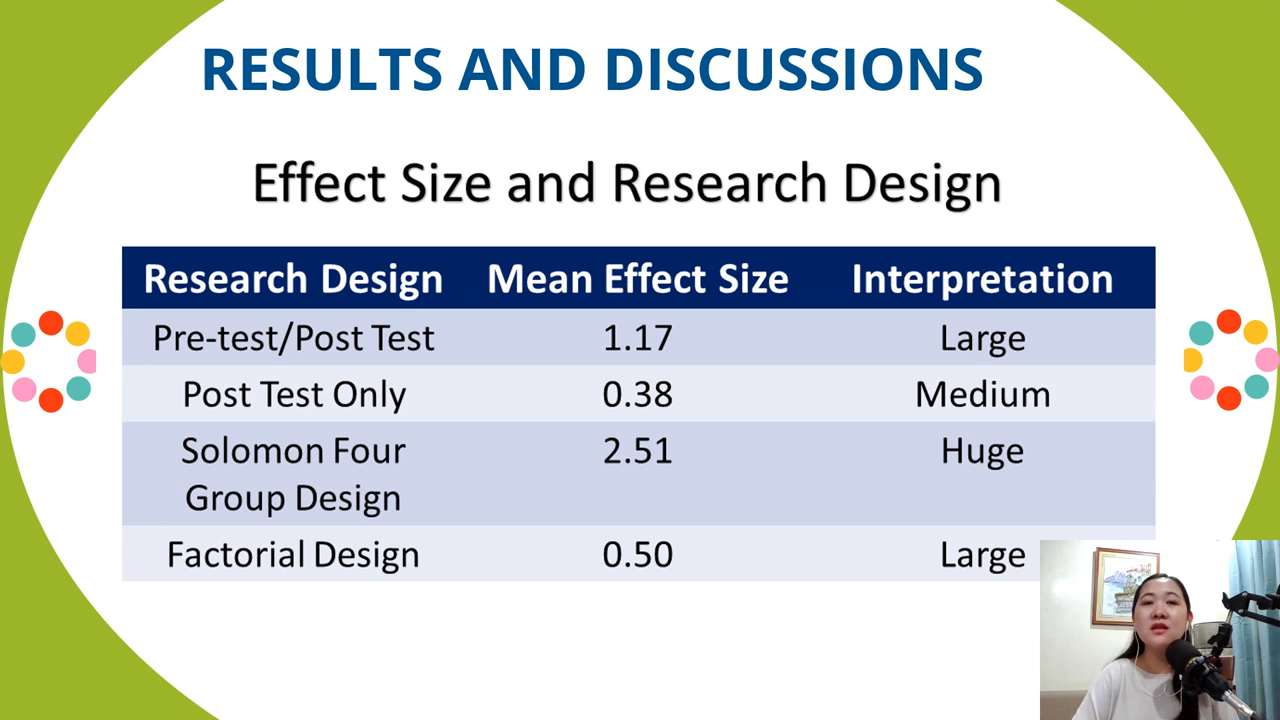 RESULTS AND DISCUSSIONS
Effect Size and Research Design
Research Design Mean Effect Size Interpretation
Pre-test/Post Test 1.17 Large
Post Test Only 0.38 Medium
Solomon Four 2.51 Huge
Group Design
Factorial Design 0.50 Large